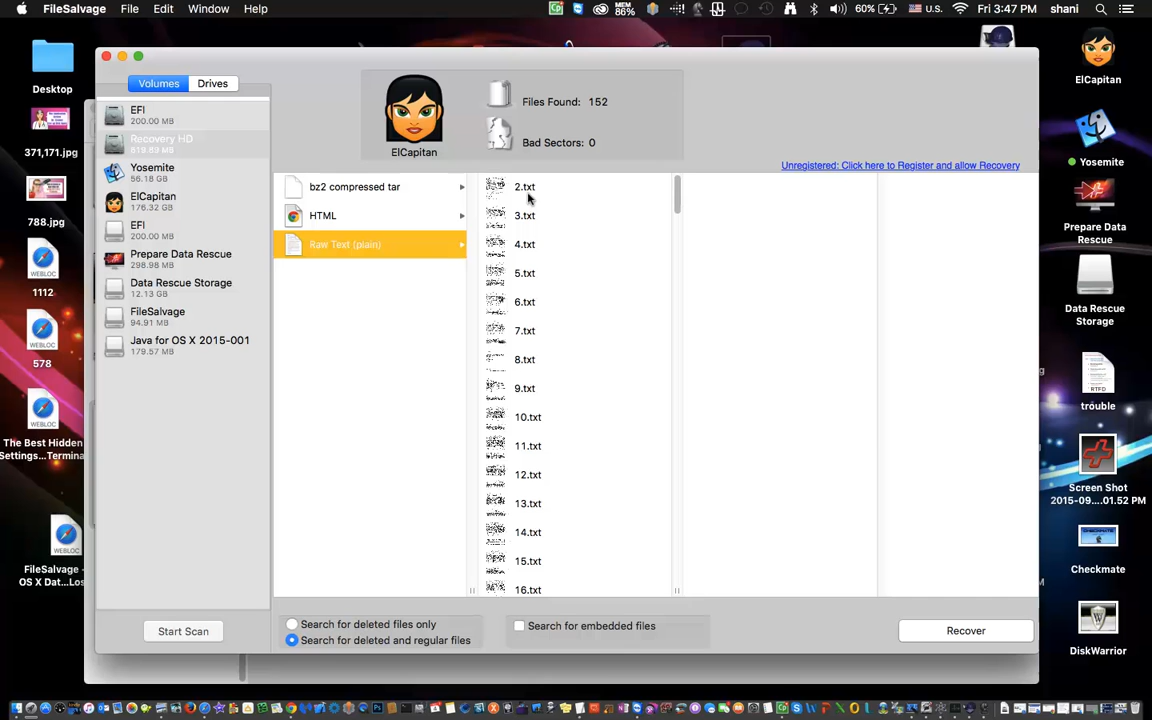 FileSalvage File Edit Window Help MEM 86% 60% U.S. Fri 3:47 PM shani
Desktop
371,171.jpg
788.jpg
1112
578
The Best Hidden
Settings...Termina
FileSalvage -
OS X Dat...Los
Volumes Drives
EFI
200.00 MB
Recovery HD
619.89 MB
Yosemite
56.18 GB
ElCapitan
176.32 GB
EFI
200.00 MB
Prepare Data Rescue
298.98 MB
Data Rescue Storage
12.13 GB
FileSalvage
94.91 MB
Java for OS X 2015-001
179.57 MB
Start Scan
ElCapitan
Files Found: 152
Bad Sectors: 0
Unregistered: Click here to Register and allow Recovery
bz2 compressed tar
HTML
Raw Text (plain)
2.txt
3.txt
4.txt
5.txt
6.txt
7.txt
8.txt
9.txt
10.txt
11.txt
12.txt
13.txt
14.txt
15.txt
16.txt
Search for deleted files only
Search for deleted and regular files
Search for embedded files
Recover
ElCapitan
Yosemite
Prepare Data
Rescue
Data Rescue
Storage
RTFD
trouble
Screen Shot
2015-09....01.52 PM
CHECKMATE
Checkmate
DiskWarrior